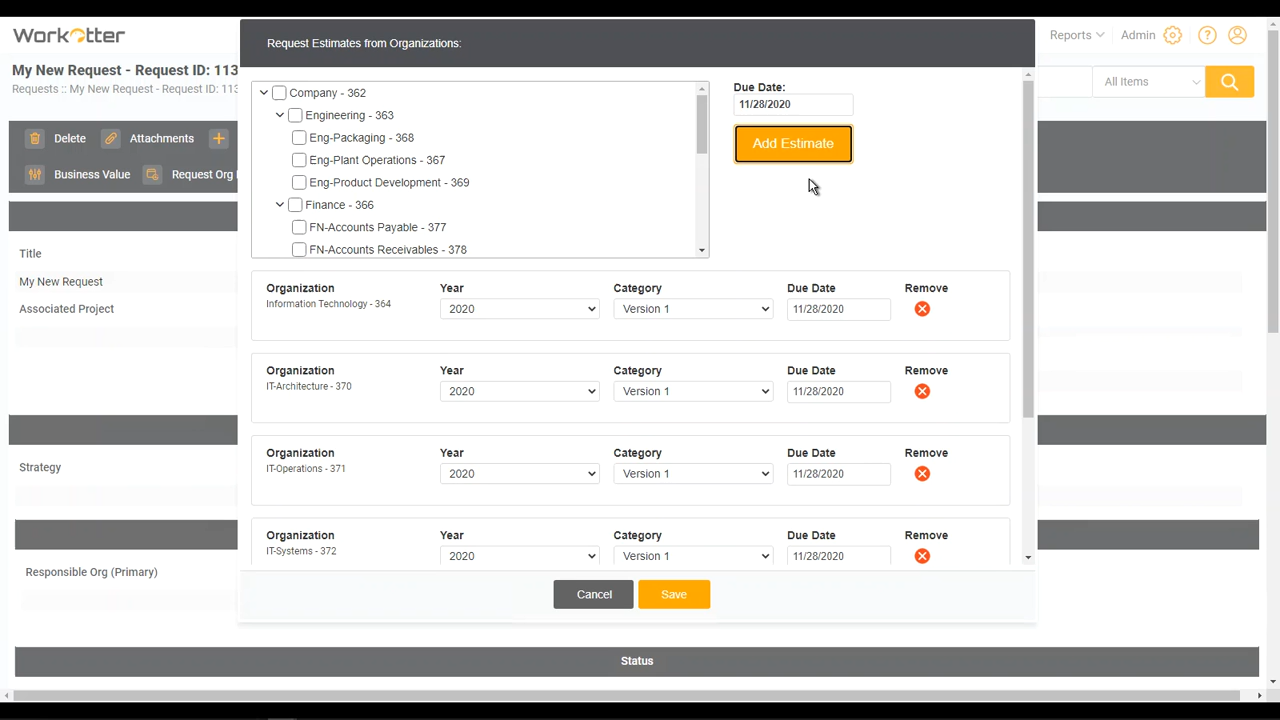 Workotter
Reports
Admin
?
My New Request - Request ID: 113
Requests :: My New Request - Request ID: 113
All Items
Delete
Attachments
Business Value
Request Org
Title
My New Request
Associated Project
Strategy
Responsible Org (Primary)
Status
Request Estimates from Organizations:
Company - 362
Engineering - 363
Eng-Packaging - 368
Eng-Plant Operations - 367
Eng-Product Development - 369
Finance - 366
FN-Accounts Payable - 377
FN-Accounts Receivables - 378
Due Date:
11/28/2020
Add Estimate
Organization Year Category Due Date Remove
Information Technology - 364 2020 Version 1 11/28/2020
Organization Year Category Due Date Remove
IT-Architecture - 370 2020 Version 1 11/28/2020
Organization Year Category Due Date Remove
IT-Operations - 371 2020 Version 1 11/28/2020
Organization Year Category Due Date Remove
IT-Systems - 372 2020 Version 1 11/28/2020
Cancel Save